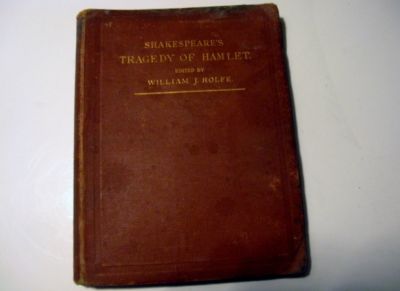 SHAKESPEARE'S
TRAGEDY OF HAMLET.
EDITED BY
WILLIAM J. ROLFE.